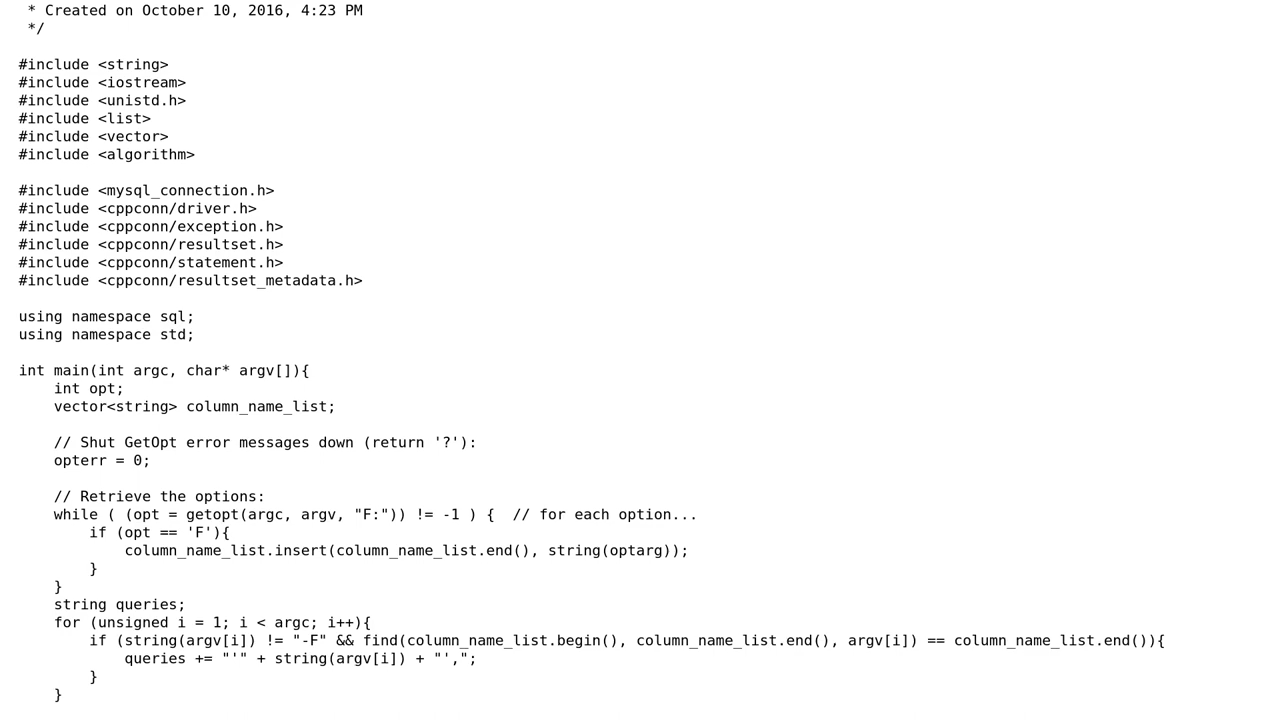 * Created on October 10, 2016, 4:23 PM
 */

#include <string>
#include <iostream>
#include <unistd.h>
#include <list>
#include <vector>
#include <algorithm>

#include <mysql_connection.h>
#include <cppconn/driver.h>
#include <cppconn/exception.h>
#include <cppconn/resultset.h>
#include <cppconn/statement.h>
#include <cppconn/resultset_metadata.h>

using namespace sql;
using namespace std;

int main(int argc, char* argv[]){
    int opt;
    vector<string> column_name_list;

    // Shut GetOpt error messages down (return '?'):
    opterr = 0;

    // Retrieve the options:
    while ( (opt = getopt(argc, argv, "F:")) != -1 ) {  // for each option...
        if (opt == 'F'){
            column_name_list.insert(column_name_list.end(), string(optarg));
        }
    }
    string queries;
    for (unsigned i = 1; i < argc; i++){
        if (string(argv[i]) != "-F" && find(column_name_list.begin(), column_name_list.end(), argv[i]) == column_name_list.end()){
            queries += "'" + string(argv[i]) + "',";
        }
    }